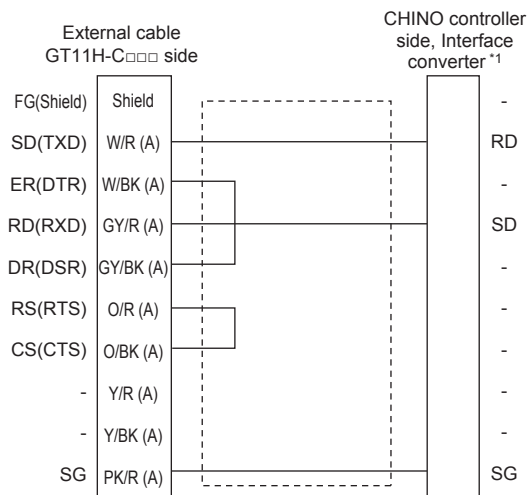 External cable
GT11H-C□□□ side
CHINO controller
side, Interface
converter *1
FG(Shield) Shield -
SD(TXD) W/R (A) RD
ER(DTR) W/BK (A) -
RD(RXD) GY/R (A) SD
DR(DSR) GY/BK (A) -
RS(RTS) O/R (A) -
CS(CTS) O/BK (A) -
- Y/R (A) -
- Y/BK (A) -
SG PK/R (A) SG